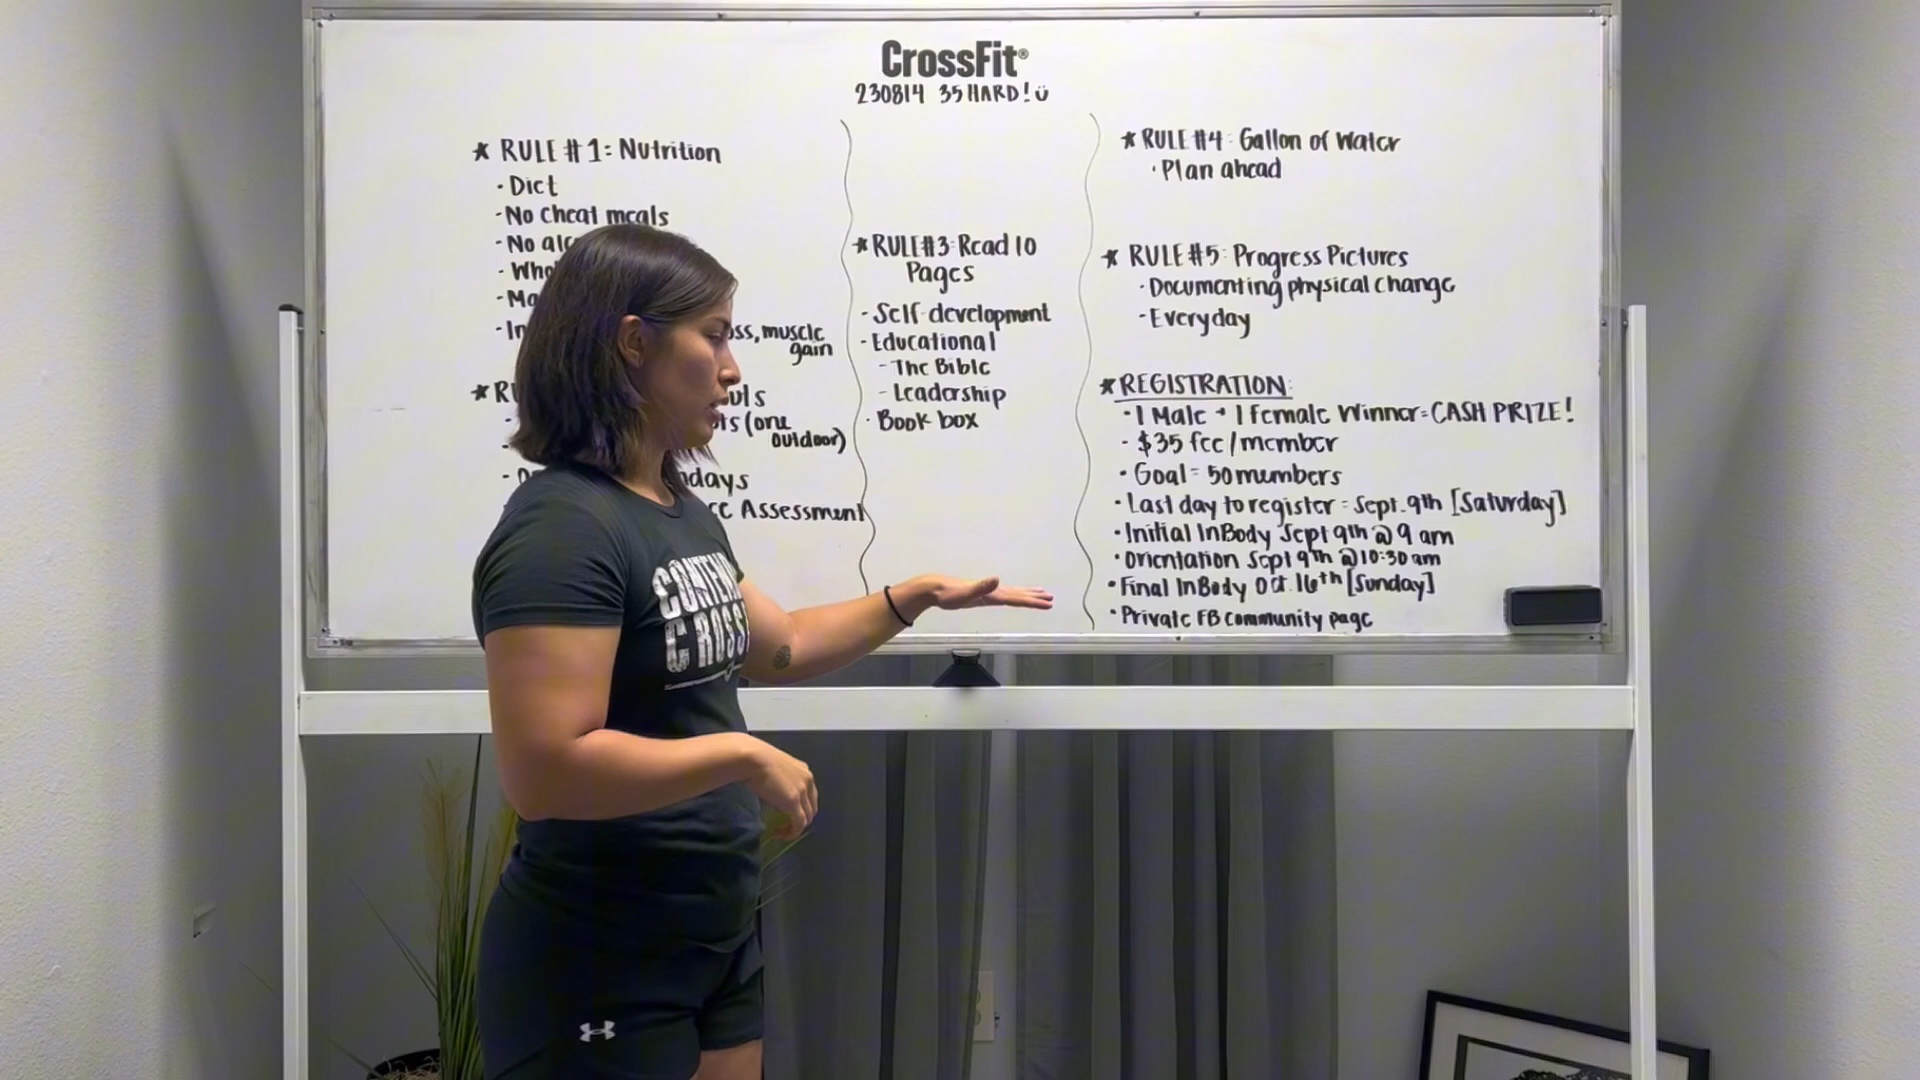 CrossFit®
230814 35 HARD! ü
* RULE #1: Nutrition
- Diet
- No cheat meals
- No
-
-
- muscle
gain
*
(one
outdoor)
-
Assessment
* RULE #3: Read 10
Pages
- Self-development
- Educational
- The Bible
- Leadership
· Book box
* RULE #4: Gallon of Water
· Plan ahead
* RULE #5: Progress Pictures
· Documenting physical change
- Everyday
* REGISTRATION:
· 1 Male + 1 Female Winner = CASH PRIZE!
- $35 fee/member
· Goal = 50 members
· Last day to register = Sept. 9th [Saturday]
· Initial InBody Sept 9th @ 9 am
· Orientation Sept 9th @ 10:30 am
· Final InBody Oct. 16th [Sunday]
· Private FB community page
CROSS